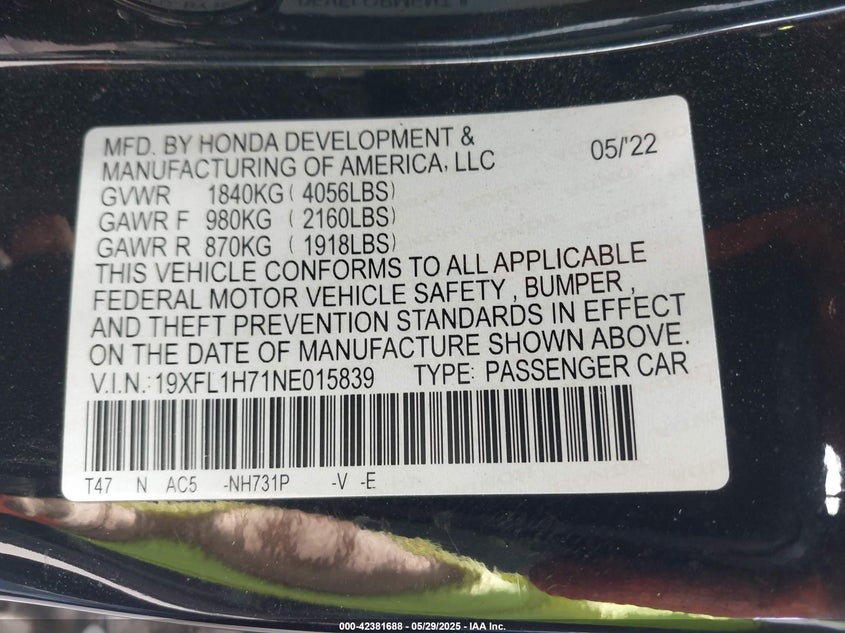 MFD. BY HONDA DEVELOPMENT &
MANUFACTURING OF AMERICA, LLC 05/'22
GVWR 1840KG ( 4056LBS)
GAWR F 980KG ( 2160LBS)
GAWR R 870KG ( 1918LBS)
THIS VEHICLE CONFORMS TO ALL APPLICABLE
FEDERAL MOTOR VEHICLE SAFETY , BUMPER ,
AND THEFT PREVENTION STANDARDS IN EFFECT
ON THE DATE OF MANUFACTURE SHOWN ABOVE.
V.I.N.: 19XFL1H71NE015839 TYPE: PASSENGER CAR
T47 N AC5 -NH731P -V -E
000-42381688 - 05/29/2025 - IAA Inc.